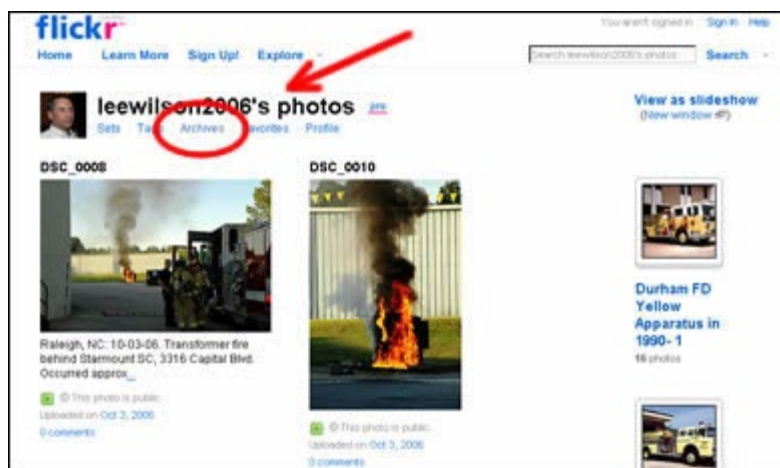 flickr
You aren't signed in Sign In Help
Home Learn More Sign Up! Explore
Search leewilson2006's photos Search
leewilson2006's photos pro
Sets Tags Archives Favorites Profile
View as slideshow
(New window)
DSC_0008
DSC_0010
Raleigh, NC: 10-03-06. Transformer fire
behind Starmount SC, 3316 Capital Blvd.
Occurred approx...
© This photo is public.
Uploaded on Oct 3, 2006
0 comments
© This photo is public.
Uploaded on Oct 3, 2006
0 comments
Durham FD
Yellow
Apparatus in
1990-1
16 photos